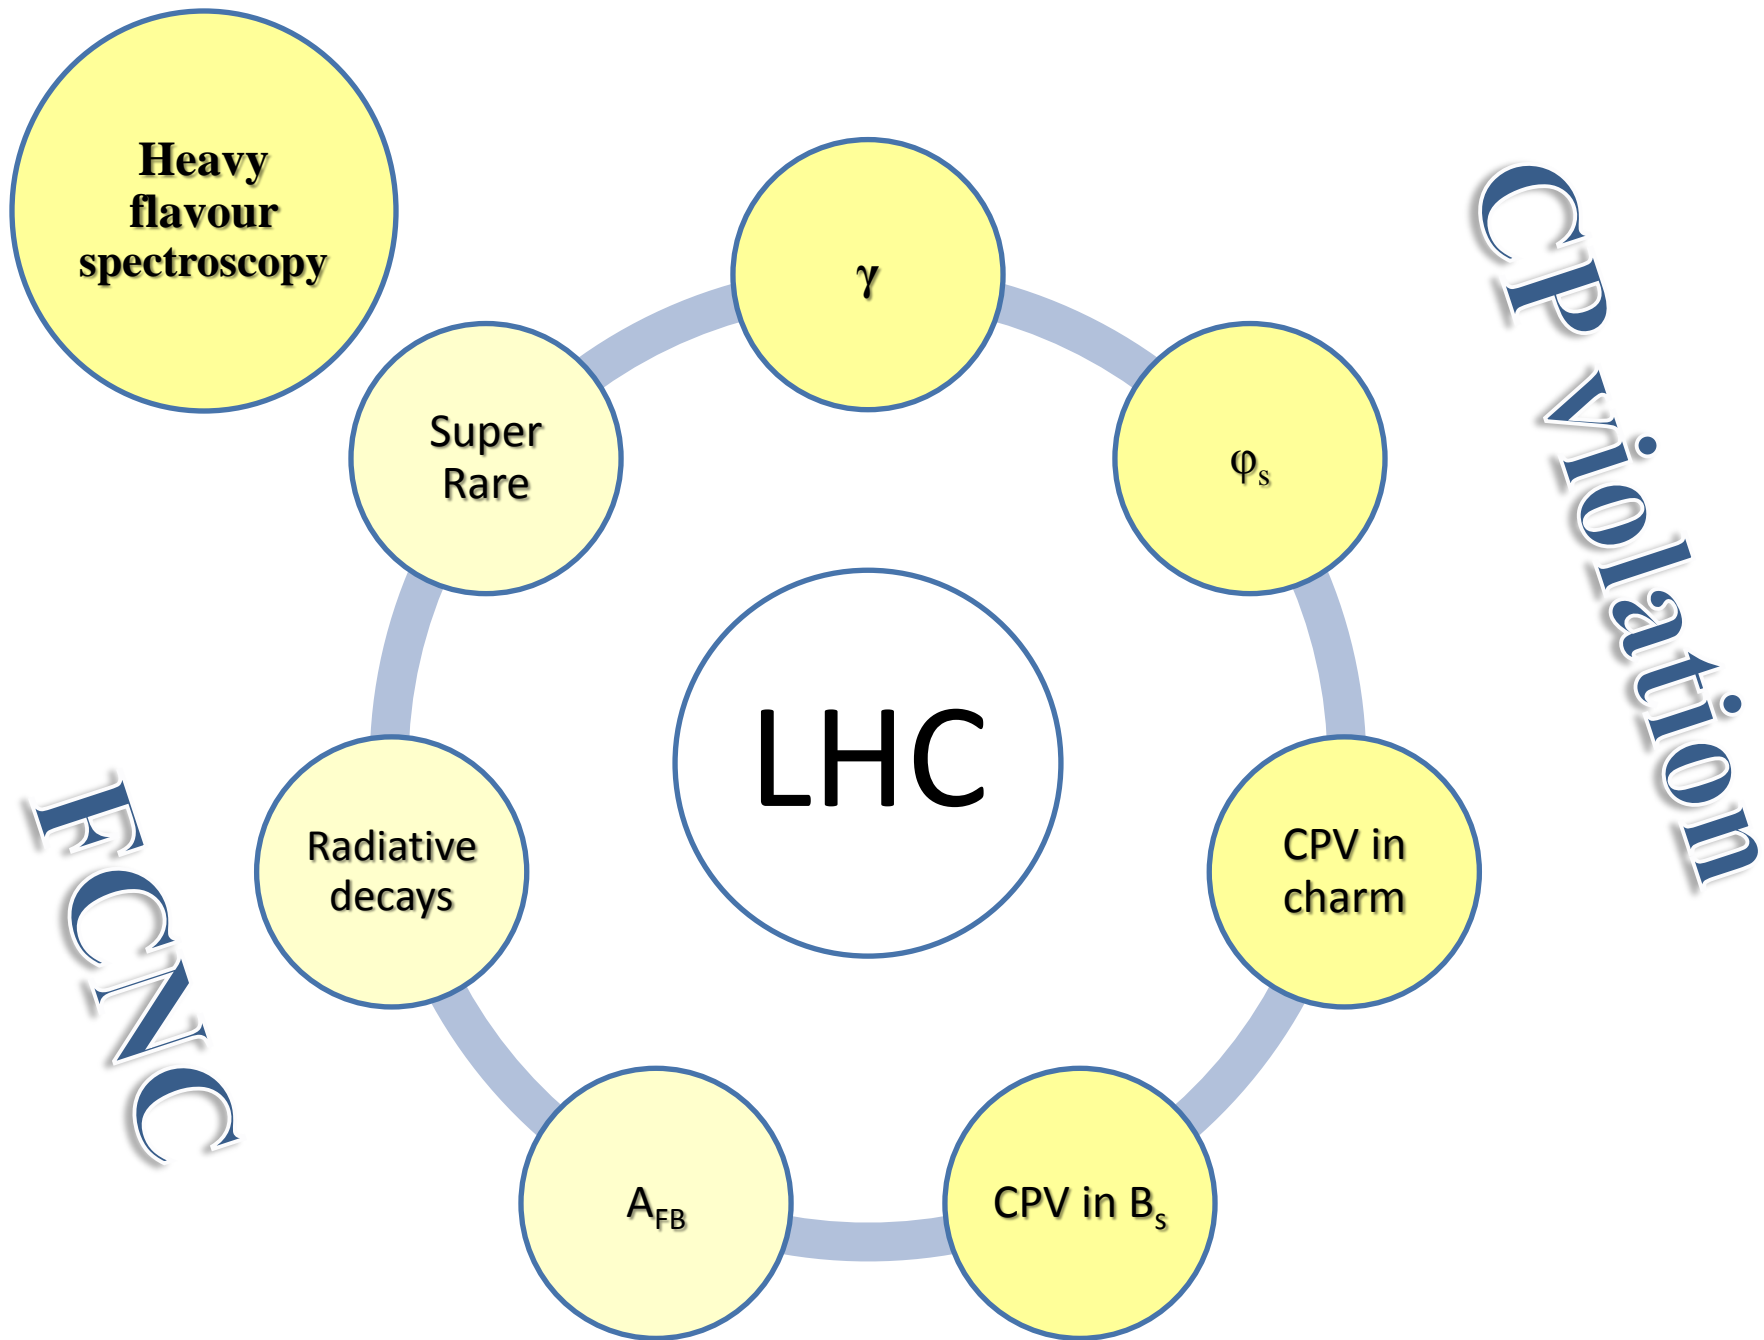 Heavy
flavour
spectroscopy
γ
φs
CP violation
Super
Rare
LHC
Radiative
decays
CPV in
charm
FCNC
AFB
CPV in Bs